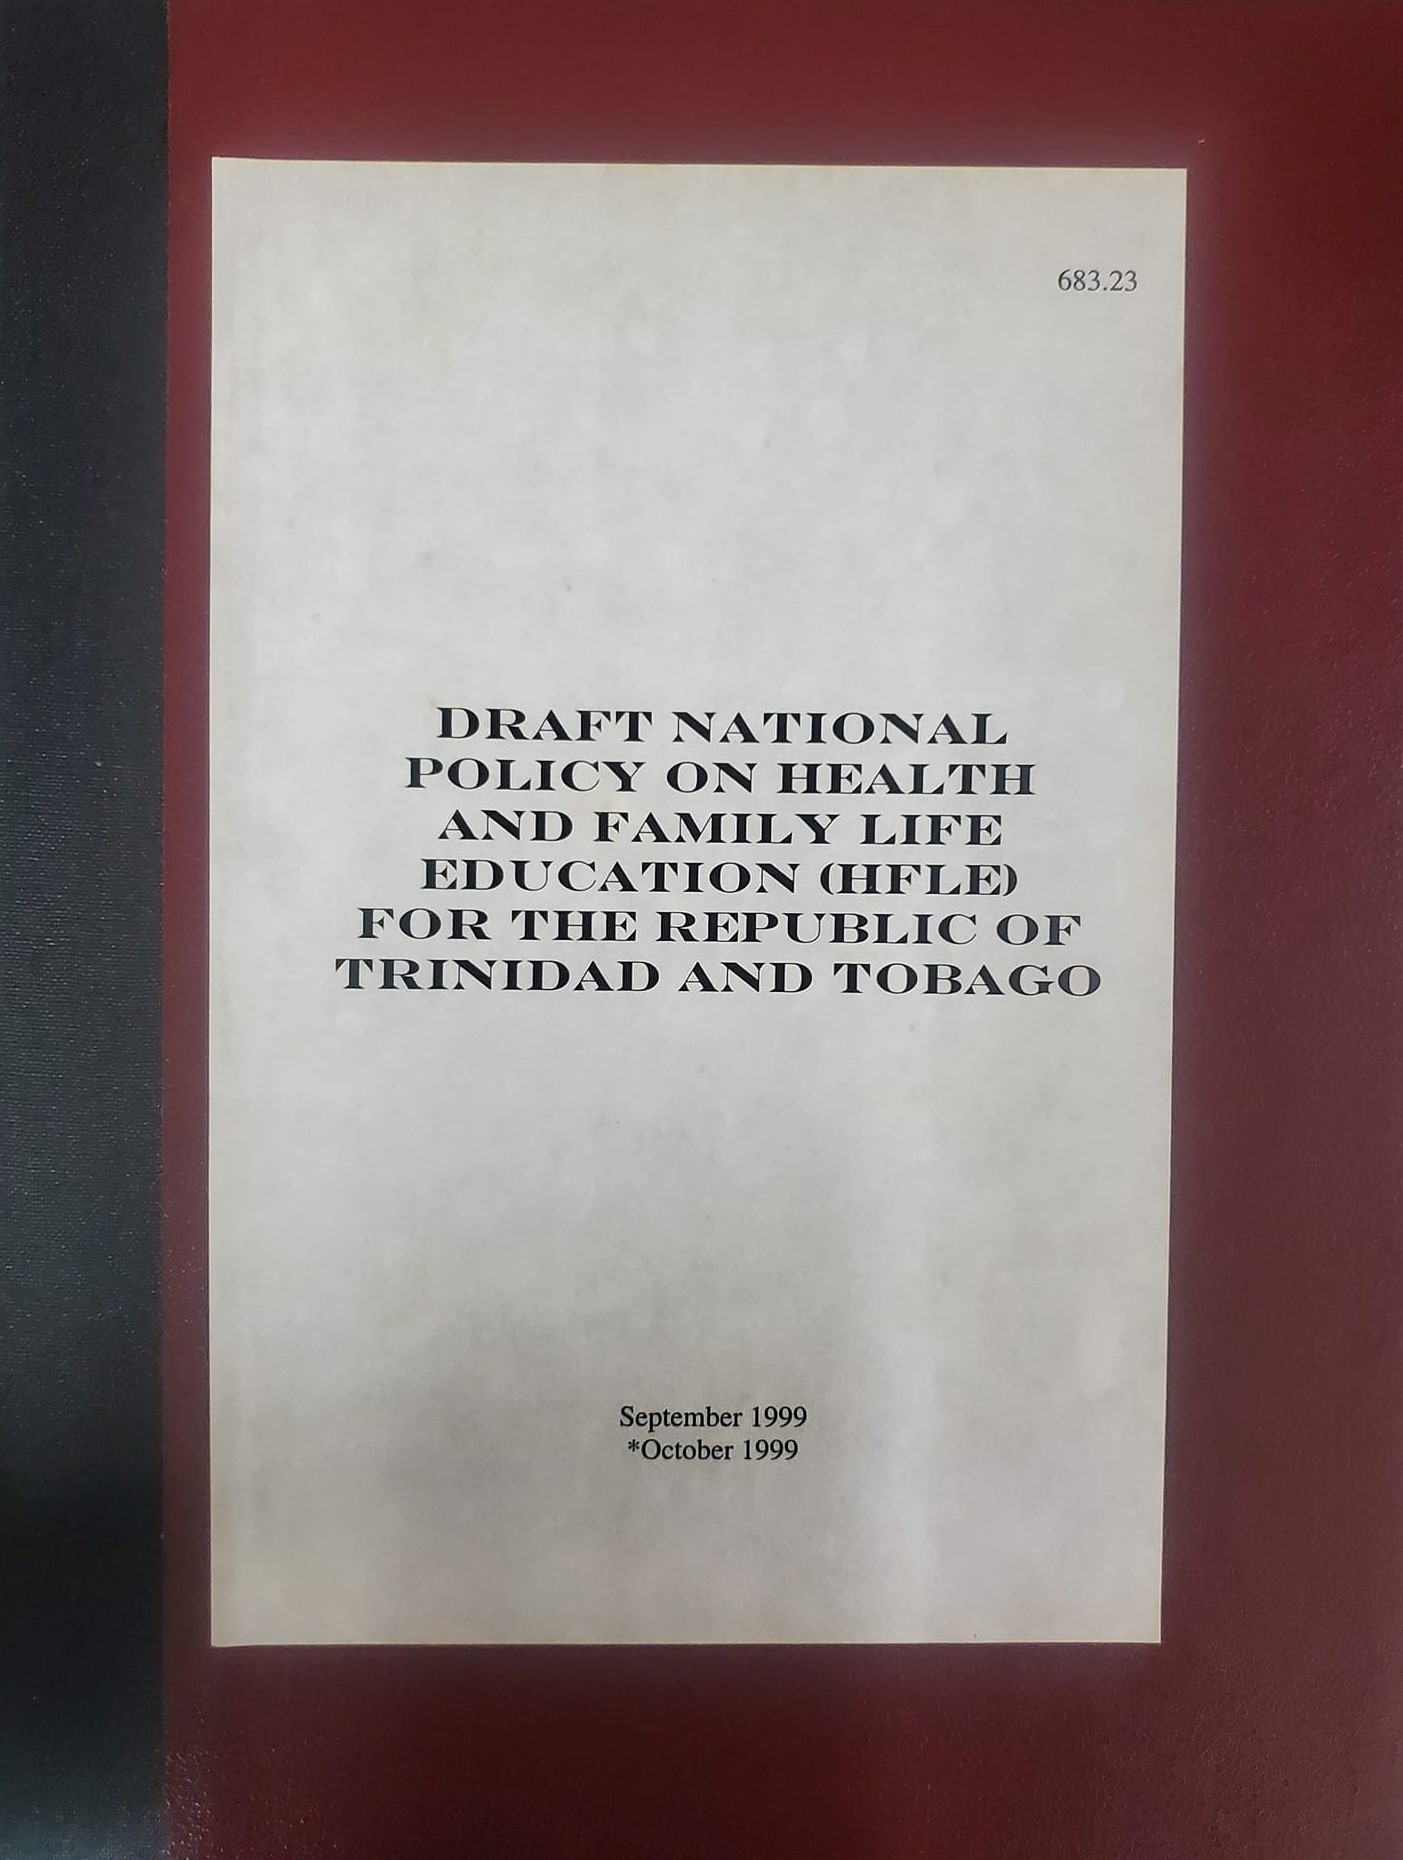 683.23
DRAFT NATIONAL
POLICY ON HEALTH
AND FAMILY LIFE
EDUCATION (HFLE)
FOR THE REPUBLIC OF
TRINIDAD AND TOBAGO
September 1999
*October 1999